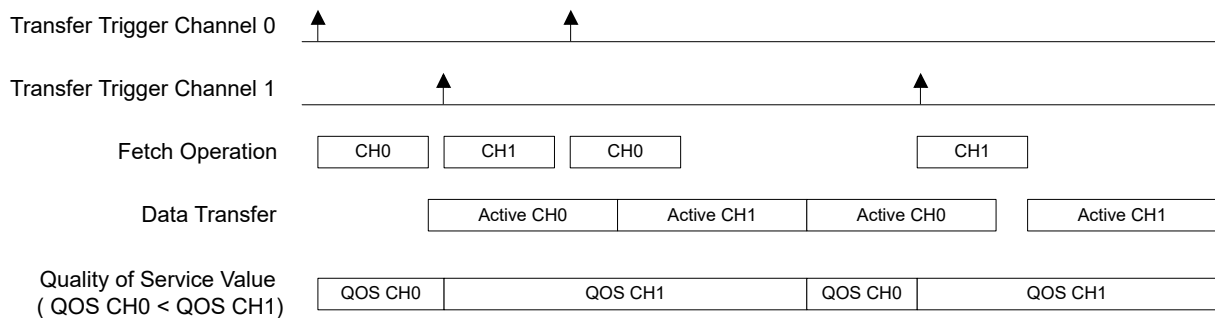 Transfer Trigger Channel 0
Transfer Trigger Channel 1
Fetch Operation
CH0
CH1
CH0
CH1
Data Transfer
Active CH0
Active CH1
Active CH0
Active CH1
Quality of Service Value
( QOS CH0 < QOS CH1)
QOS CH0
QOS CH1
QOS CH0
QOS CH1